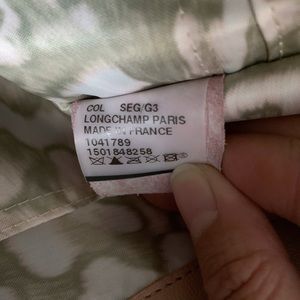 COL SEG/G3
LONGCHAMP PARIS
MADE IN FRANCE
1041789
1501848258